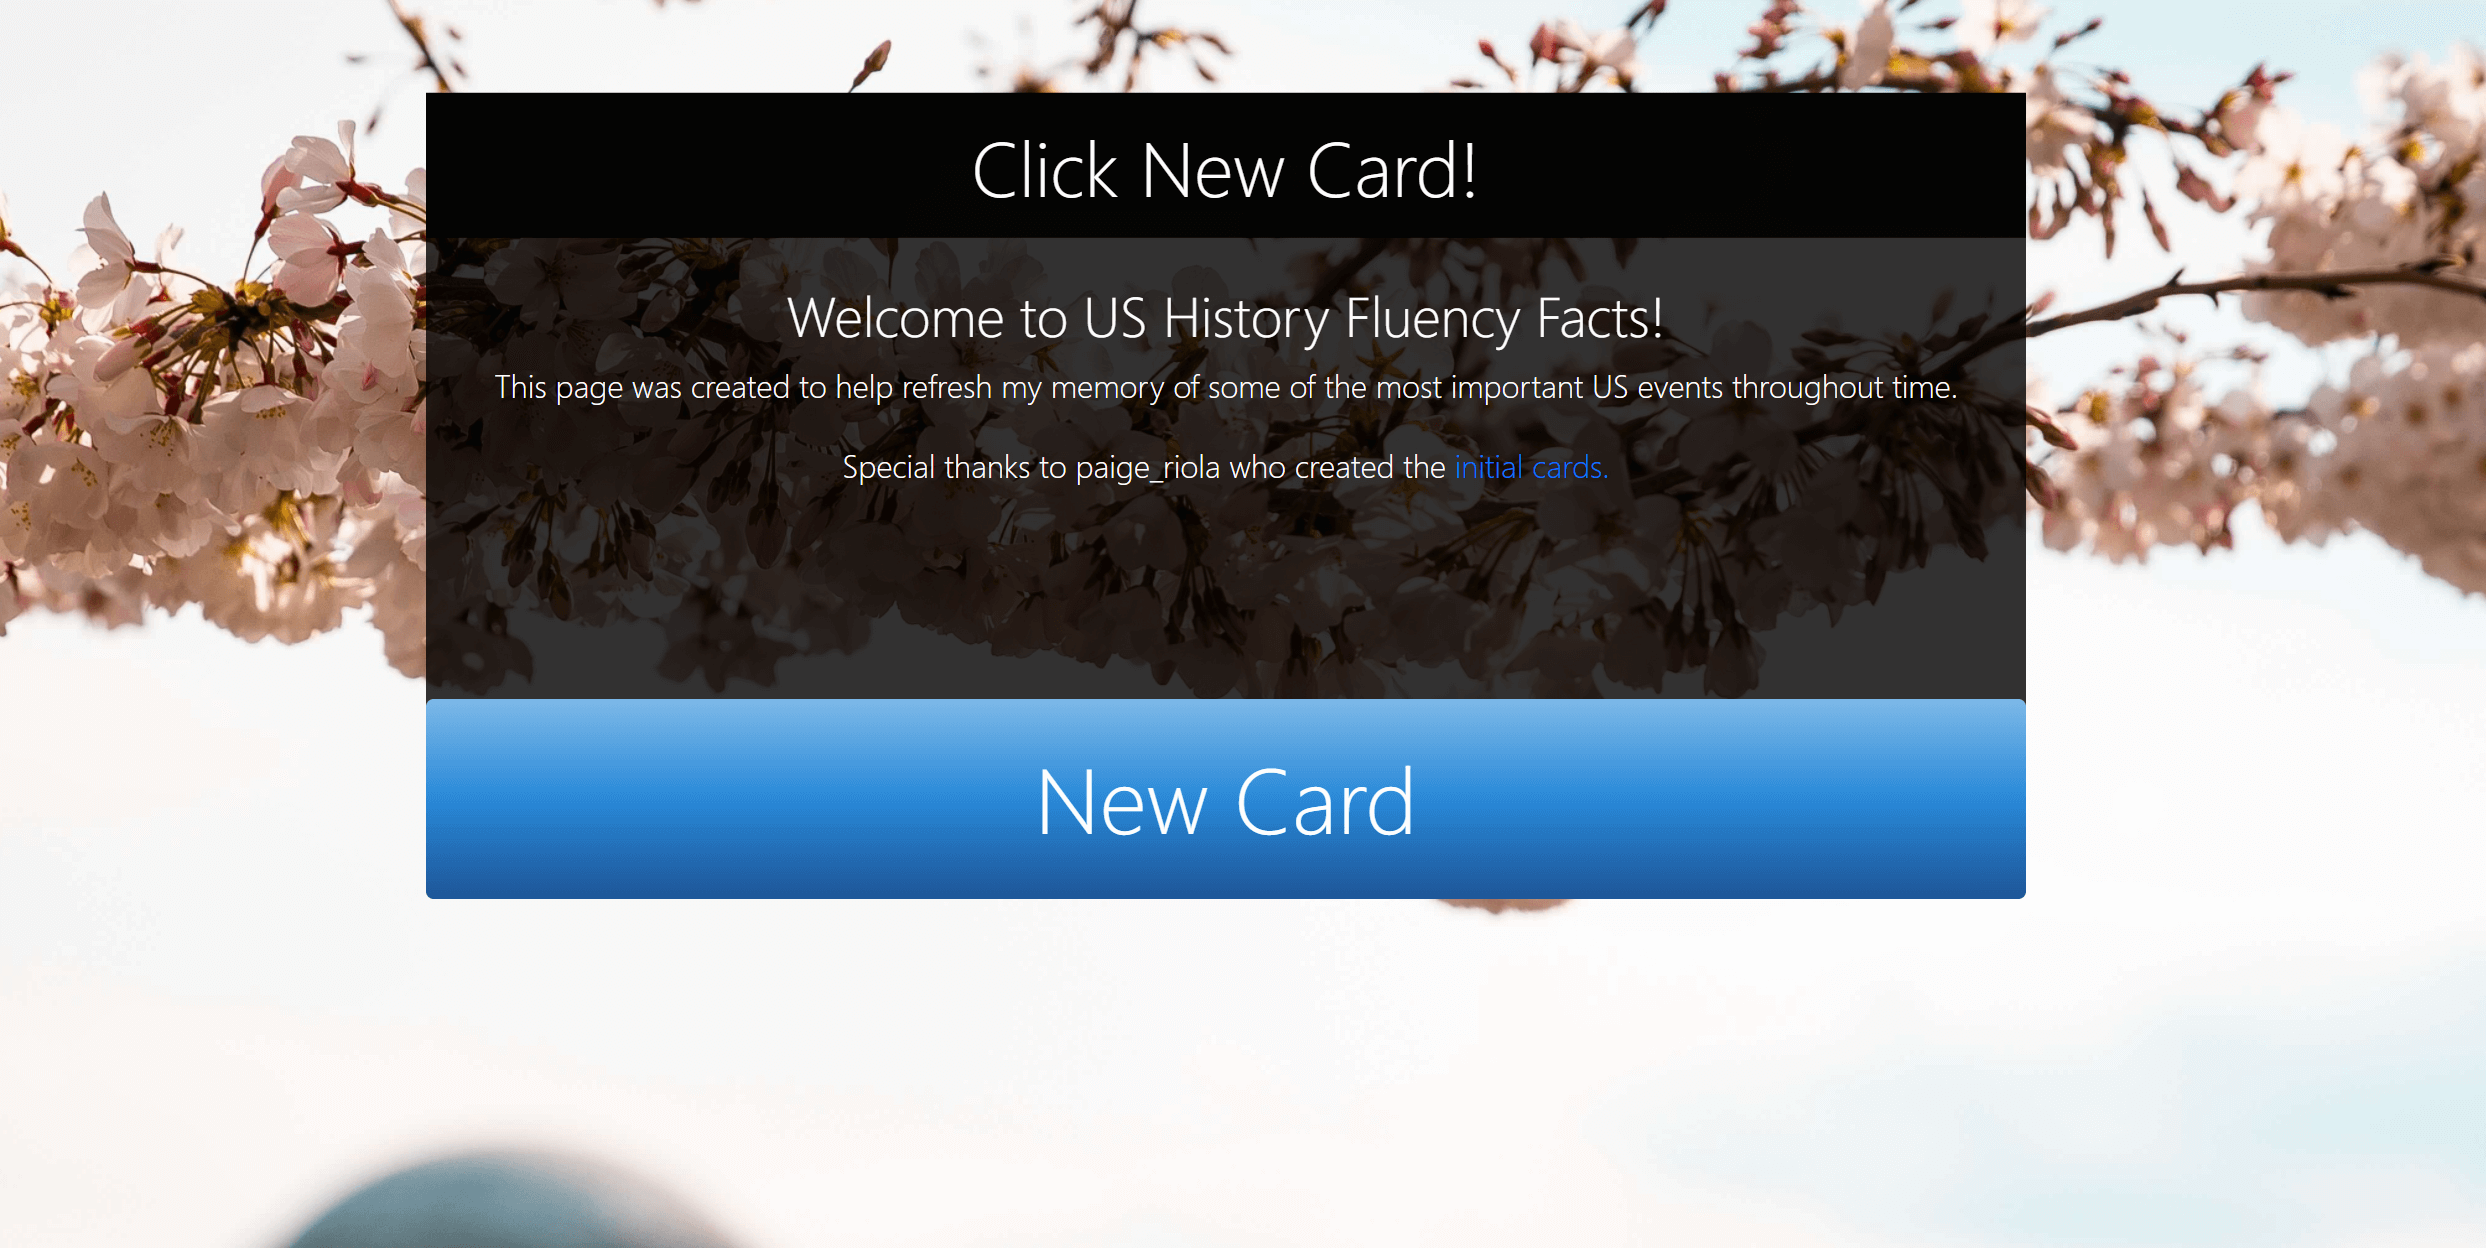 Click New Card!
Welcome to US History Fluency Facts!
This page was created to help refresh my memory of some of the most important US events throughout time.
Special thanks to paige_riola who created the initial cards.
New Card